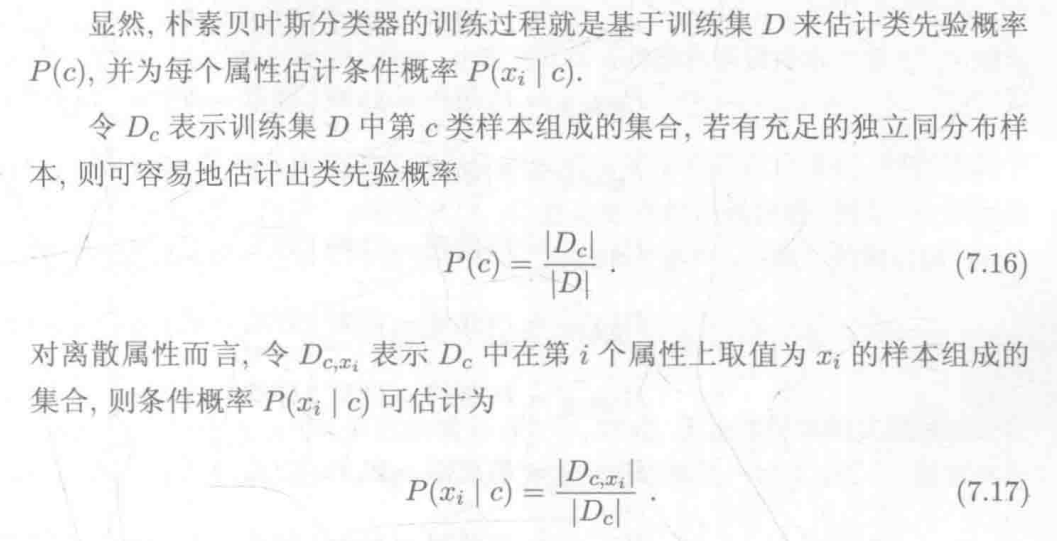 显然, 朴素贝叶斯分类器的训练过程就是基于训练集 D 来估计类先验概率
P(c), 并为每个属性估计条件概率 P(x_i | c).
令 D_c 表示训练集 D 中第 c 类样本组成的集合, 若有充足的独立同分布样
本, 则可容易地估计出类先验概率
P(c) = |D_c| / |D| . (7.16)
对离散属性而言, 令 D_{c,x_i} 表示 D_c 中在第 i 个属性上取值为 x_i 的样本组成的
集合, 则条件概率 P(x_i | c) 可估计为
P(x_i | c) = |D_{c,x_i}| / |D_c| . (7.17)